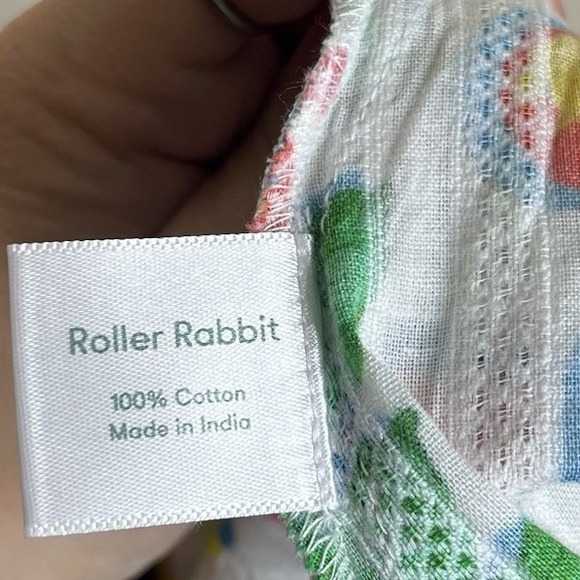 Roller Rabbit
100% Cotton
Made in India